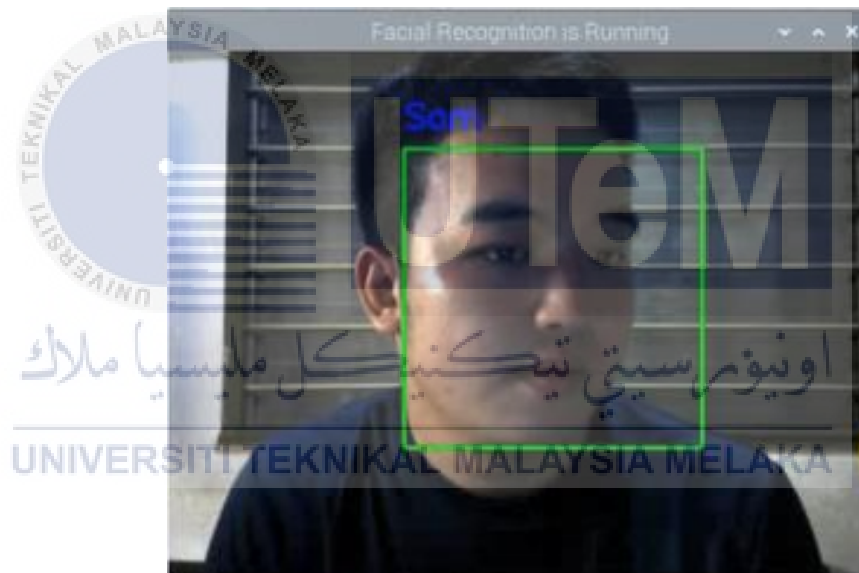 Facial Recognition is Running
UNIVERSITI TEKNIKAL MALAYSIA MELAKA
Sam
UTeM
اونيۏرسيتي تيكنيكل مليسيا ملاك
UNIVERSITI TEKNIKAL MALAYSIA MELAKA